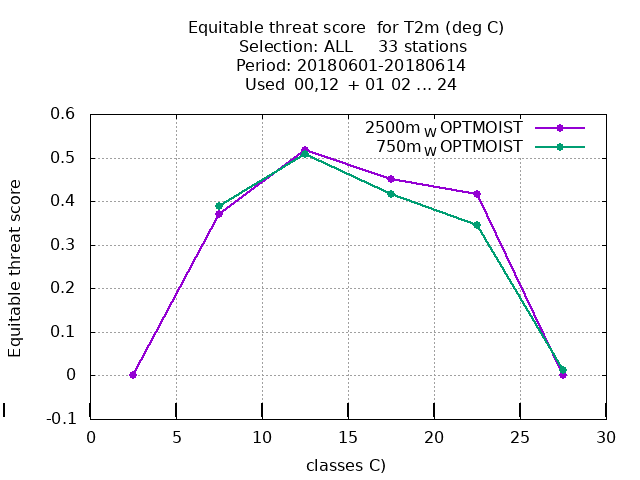 Equitable threat score for T2m (deg C)
Selection: ALL 33 stations
Period: 20180601-20180614
Used 00,12 + 01 02 ... 24
2500m W OPTMOIST
750m W OPTMOIST
Equitable threat score
0.6
0.5
0.4
0.3
0.2
0.1
0
-0.1
0 5 10 15 20 25 30
classes C)